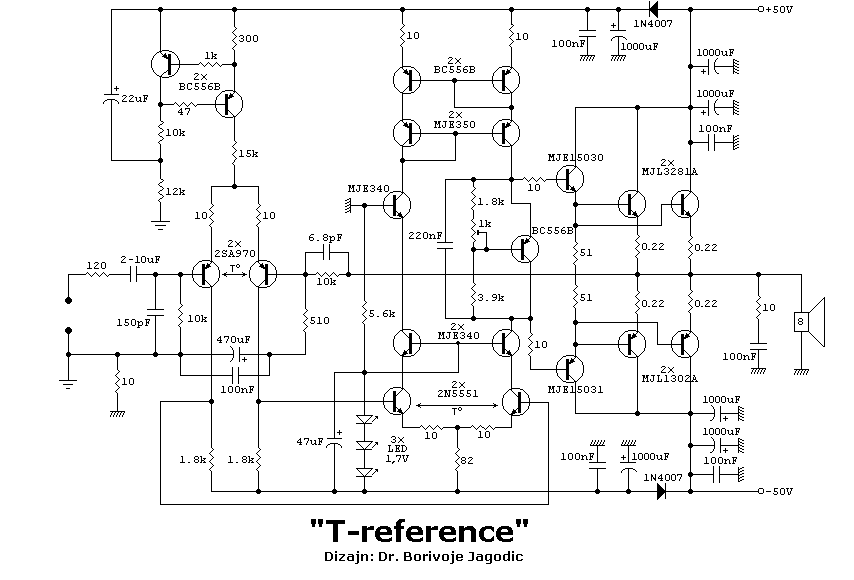 +50V
1N4007
300
10
10
100nF
1000uF
1000uF
1k
2×
BC556B
2×
BC556B
22uF
1000uF
47
100nF
10k
2×
MJE350
15k
MJE15030
2×
MJL3281A
12k
MJE340
10
1.8k
10
10
1k
BC556B
6.8pF
220nF
0.22
0.22
2×
2SA970
51
2-10uF
120
T°
10k
3.9k
51
0.22
0.22
150pF
10k
5.6k
510
10
8
470uF
2×
MJE340
10
100nF
2×
MJL1302A
10
100nF
MJE15031
2×
2N5551
T°
1000uF
47uF
3×
LED
1,7V
10
10
1000uF
1.8k
1.8k
82
100nF
1000uF
100nF
1N4007
-50V
"T-reference"
Dizajn: Dr. Borivoje Jagodic